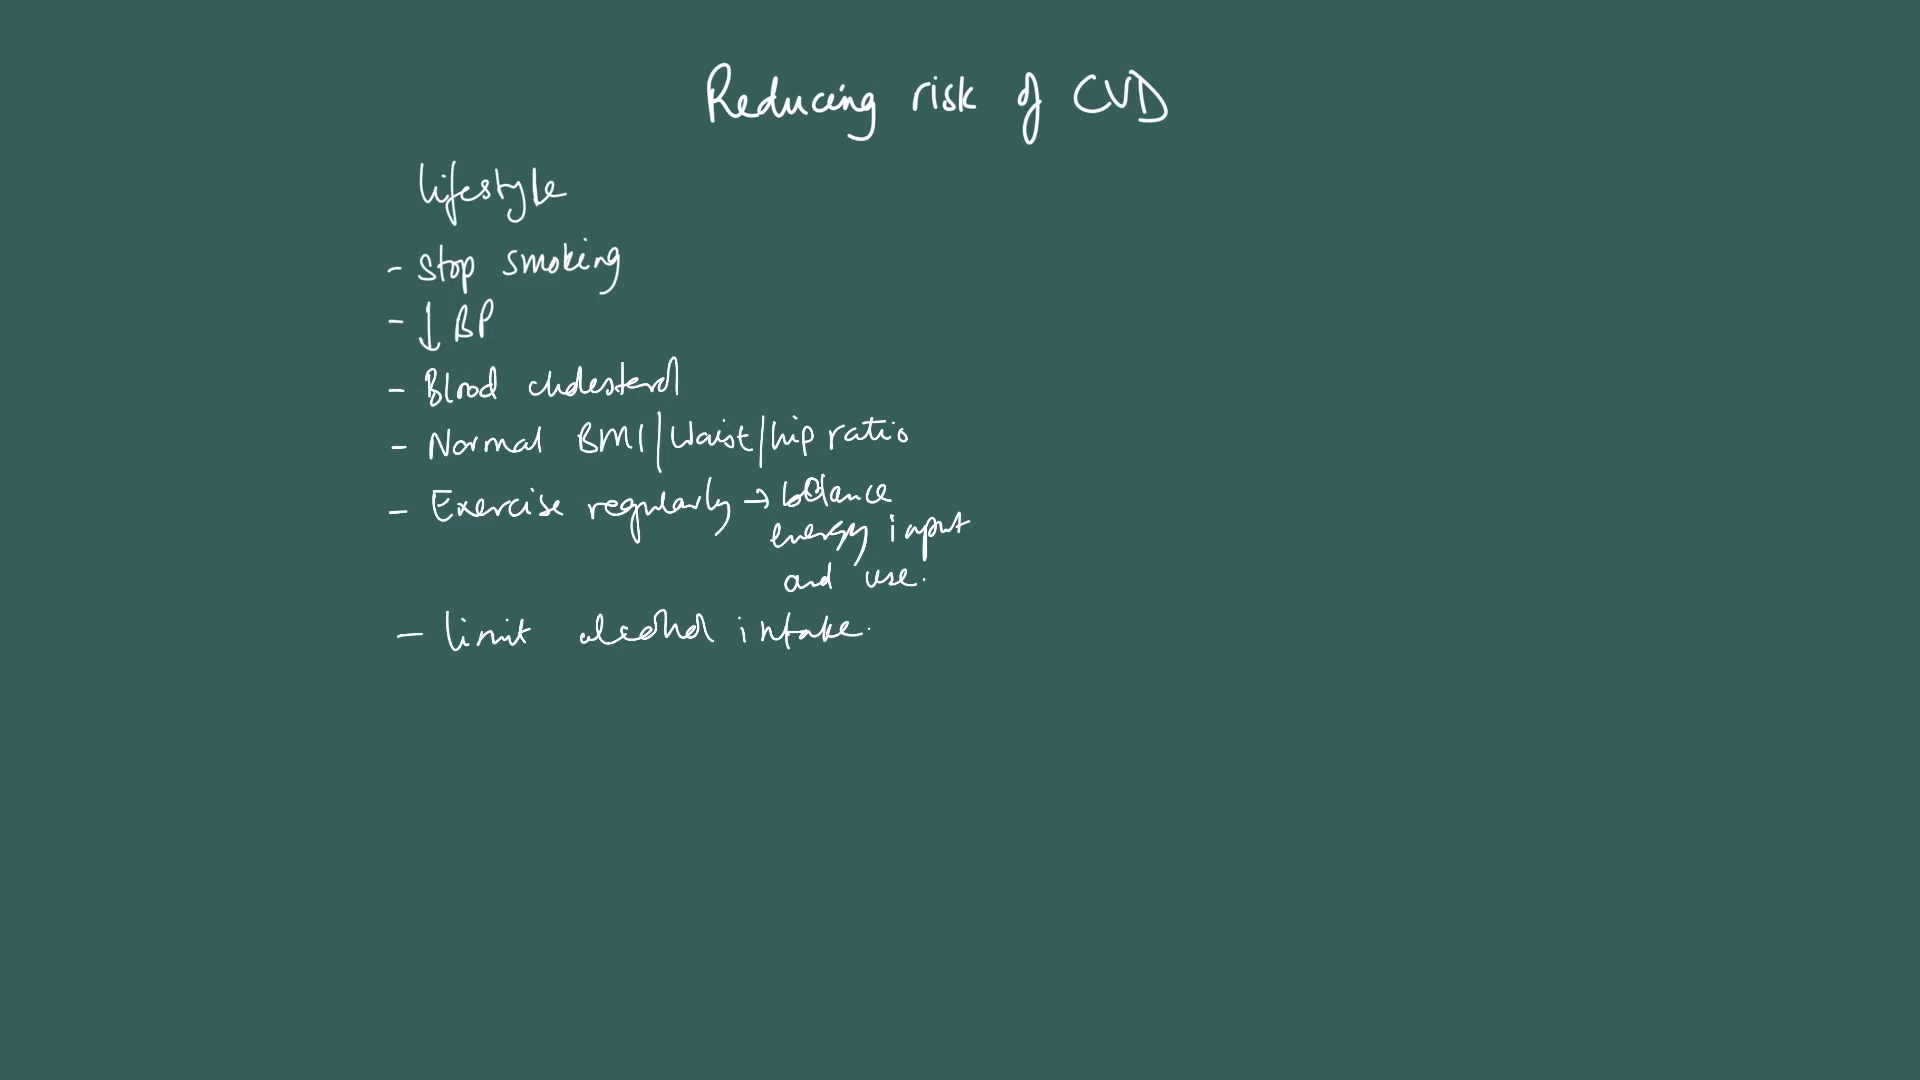 Reducing risk of CVD
lifestyle
- stop smoking
- ↓ BP
- Blood cholesterol
- Normal BMI/Waist/hip ratio
- Exercise regularly → balance
energy input
and use.
- limit alcohol intake.